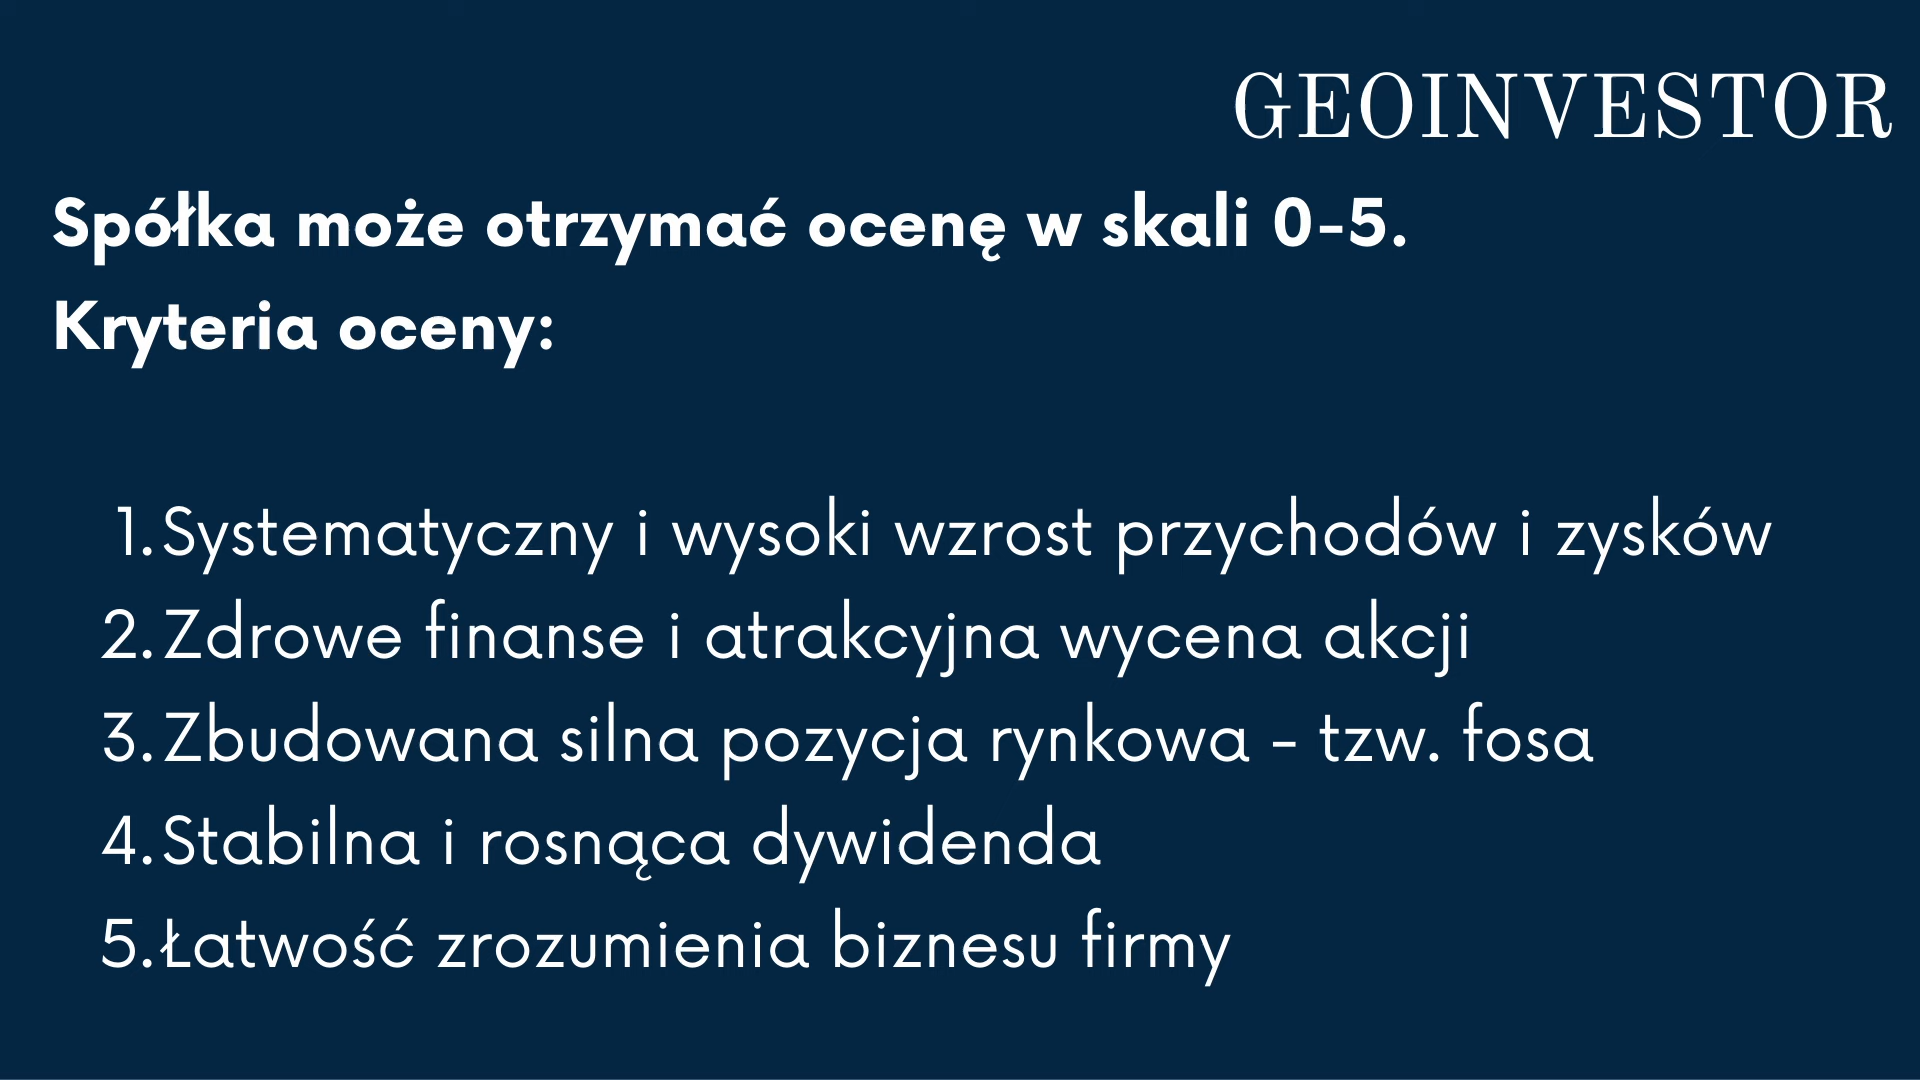 GEOINVESTOR
Spółka może otrzymać ocenę w skali 0-5.
Kryteria oceny:
1. Systematyczny i wysoki wzrost przychodów i zysków
2. Zdrowe finanse i atrakcyjna wycena akcji
3. Zbudowana silna pozycja rynkowa - tzw. fosa
4. Stabilna i rosnąca dywidenda
5. Łatwość zrozumienia biznesu firmy